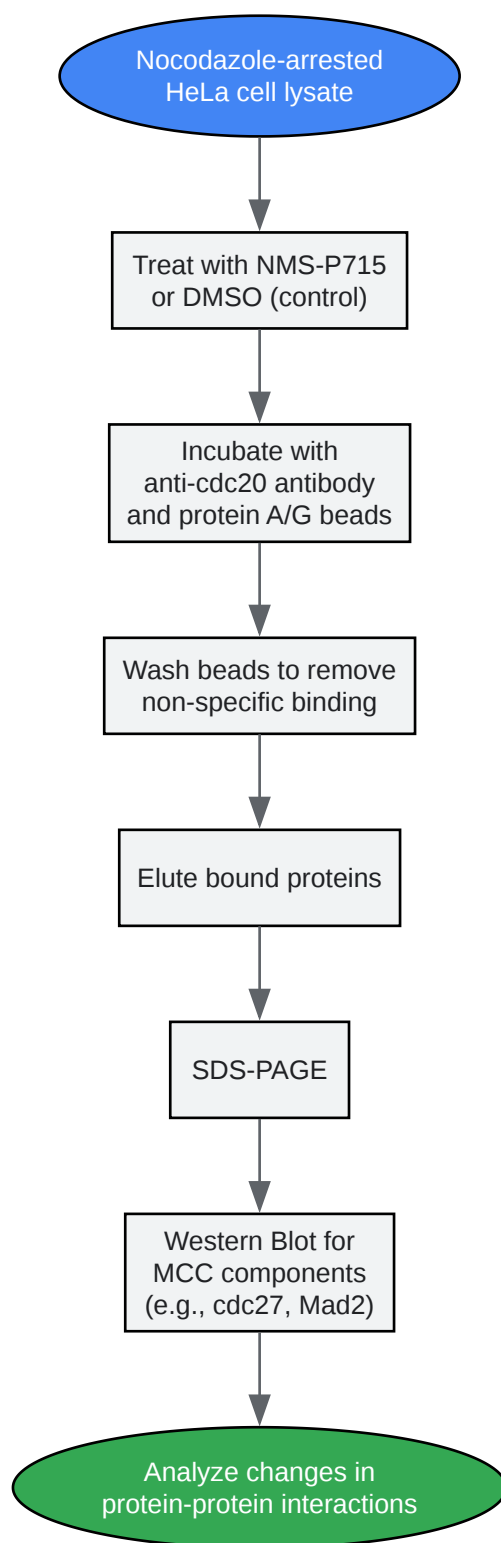 Nocodazole-arrested
HeLa cell lysate
Treat with NMS-P715
or DMSO (control)
Incubate with
anti-cdc20 antibody
and protein A/G beads
Wash beads to remove
non-specific binding
Elute bound proteins
SDS-PAGE
Western Blot for
MCC components
(e.g., cdc27, Mad2)
Analyze changes in
protein-protein interactions